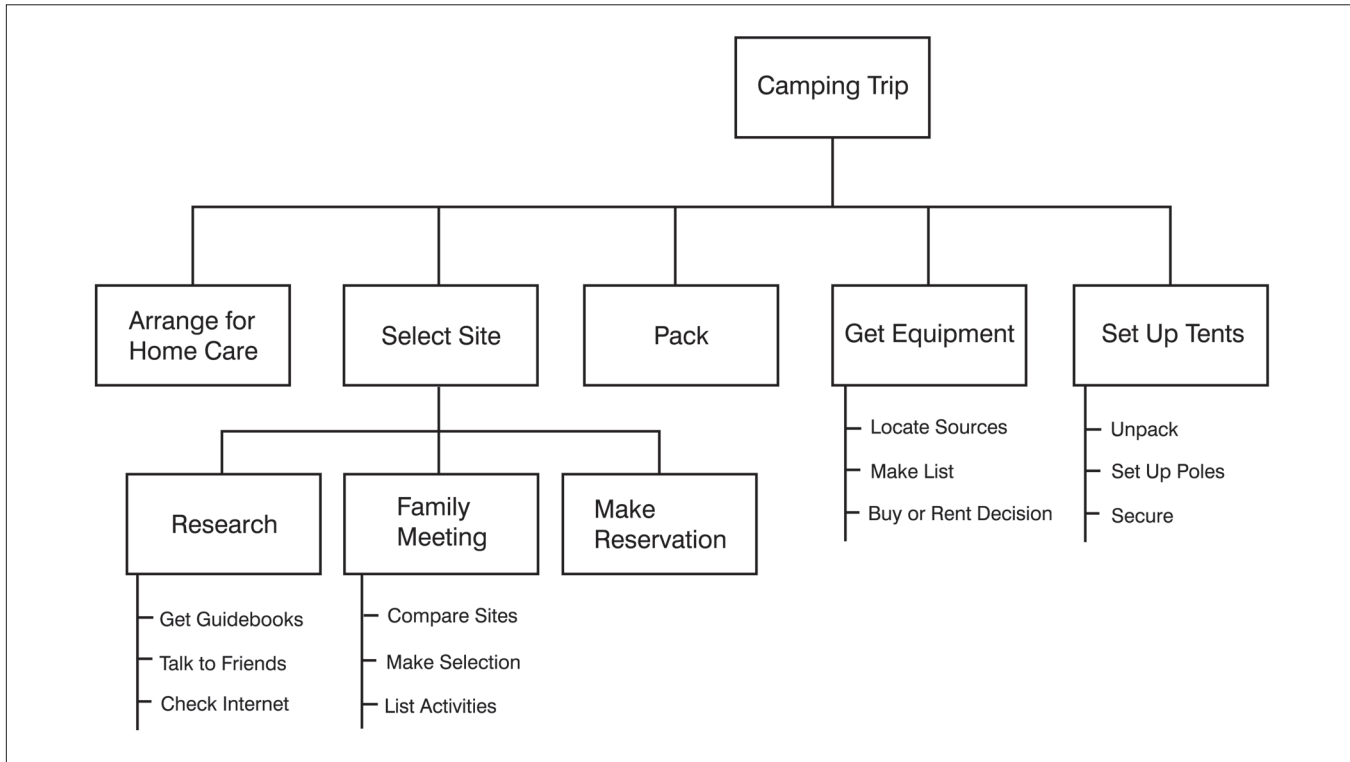 Camping Trip
Arrange for
Home Care
Select Site
Pack
Get Equipment
Set Up Tents
Locate Sources
Make List
Buy or Rent Decision
Unpack
Set Up Poles
Secure
Research
Family
Meeting
Make
Reservation
Get Guidebooks
Talk to Friends
Check Internet
Compare Sites
Make Selection
List Activities